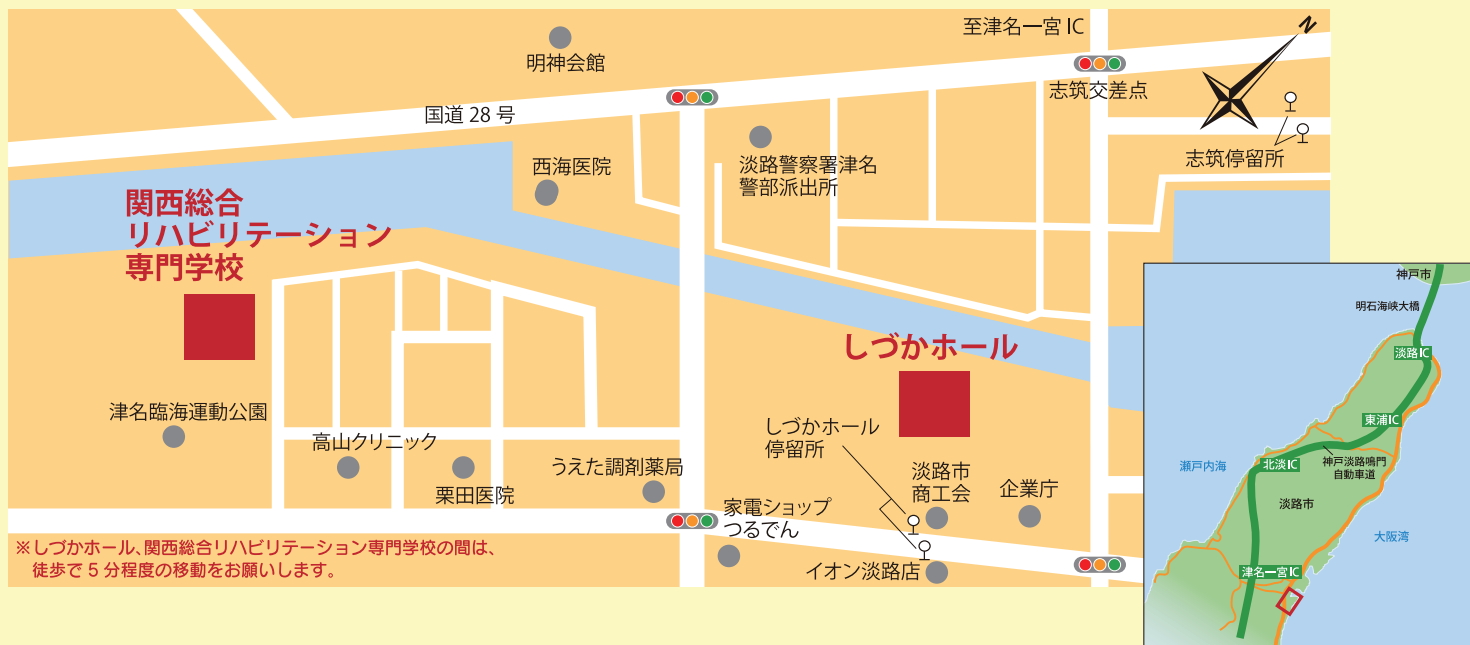 至津名一宮 IC
N
明神会館
志筑交差点
国道 28 号
志筑停留所
西海医院
淡路警察署津名
警部派出所
関西総合
リハビリテーション
専門学校
しづかホール
津名臨海運動公園
高山クリニック
栗田医院
うえた調剤薬局
しづかホール
停留所
淡路市
商工会
企業庁
家電ショップ
つるでん
イオン淡路店
※しづかホール、関西総合リハビリテーション専門学校の間は、
徒歩で 5 分程度の移動をお願いします。
神戸市
明石海峡大橋
淡路IC
東浦IC
瀬戸内海
北淡IC
神戸淡路鳴門
自動車道
淡路市
大阪湾
津名一宮IC